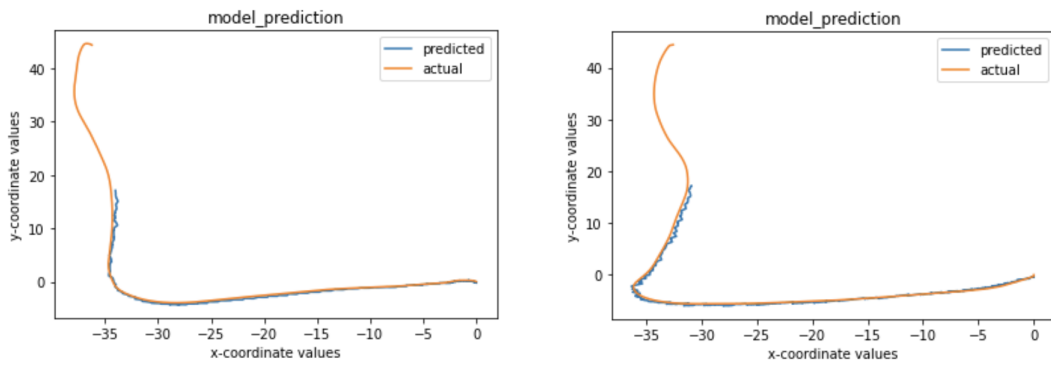 model_prediction
predicted
actual
40
30
20
10
0
y-coordinate values
−35
−30
−25
−20
−15
−10
−5
0
x-coordinate values
model_prediction
predicted
actual
40
30
20
10
0
y-coordinate values
−35
−30
−25
−20
−15
−10
−5
0
x-coordinate values